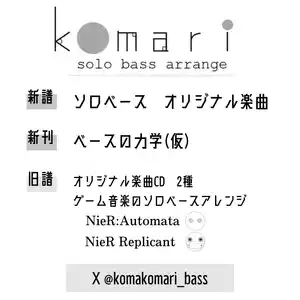 komari
solo bass arrange
新譜 ソロベース オリジナル楽曲
新刊 ベースの力学(仮)
旧譜 オリジナル楽曲CD 2種
ゲーム音楽のソロベースアレンジ
NieR:Automata
NieR Replicant
X @komakomari_bass